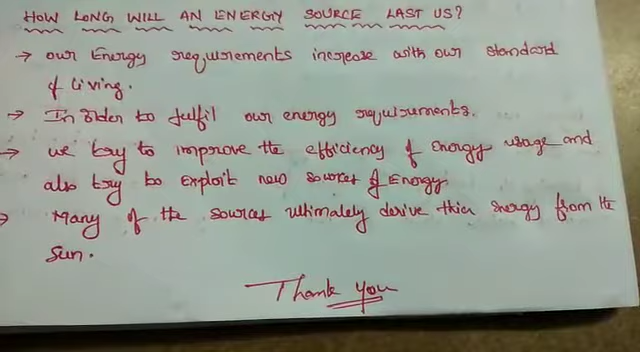 HOW LONG WILL AN ENERGY SOURCE LAST US?
→ our Energy requirements increase with our standard
of living.
→ In order to fulfil our energy requirements.
→ we try to improve the efficiency of energy usage and
also try to exploit new sources of Energy
→ Many of the sources ultimately derive their energy from the
Sun.
Thank you